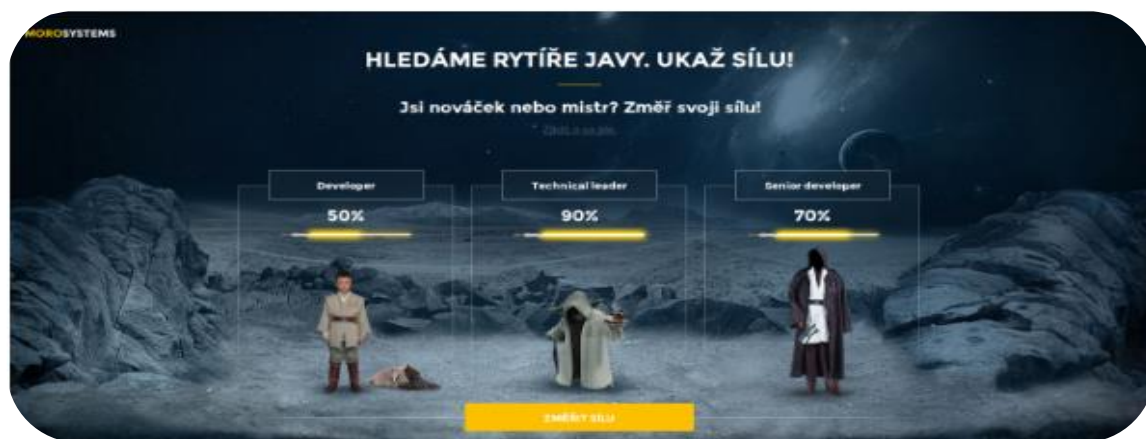 MOROSYSTEMS
HLEDÁME RYTÍŘE JAVY. UKAŽ SÍLU!
Jsi nováček nebo mistr? Změř svoji sílu!
Developer
50%
Technical leader
90%
Senior developer
70%
ZMĚŘIT SÍLU